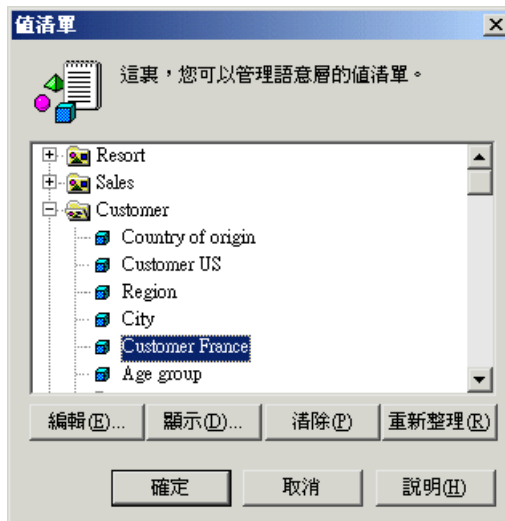 值清單
這裏，您可以管理語意層的值清單。
Resort
Sales
Customer
Country of origin
Customer US
Region
City
Customer France
Age group
編輯(E)... 顯示(D)... 清除(P) 重新整理(R)
確定 取消 說明(H)